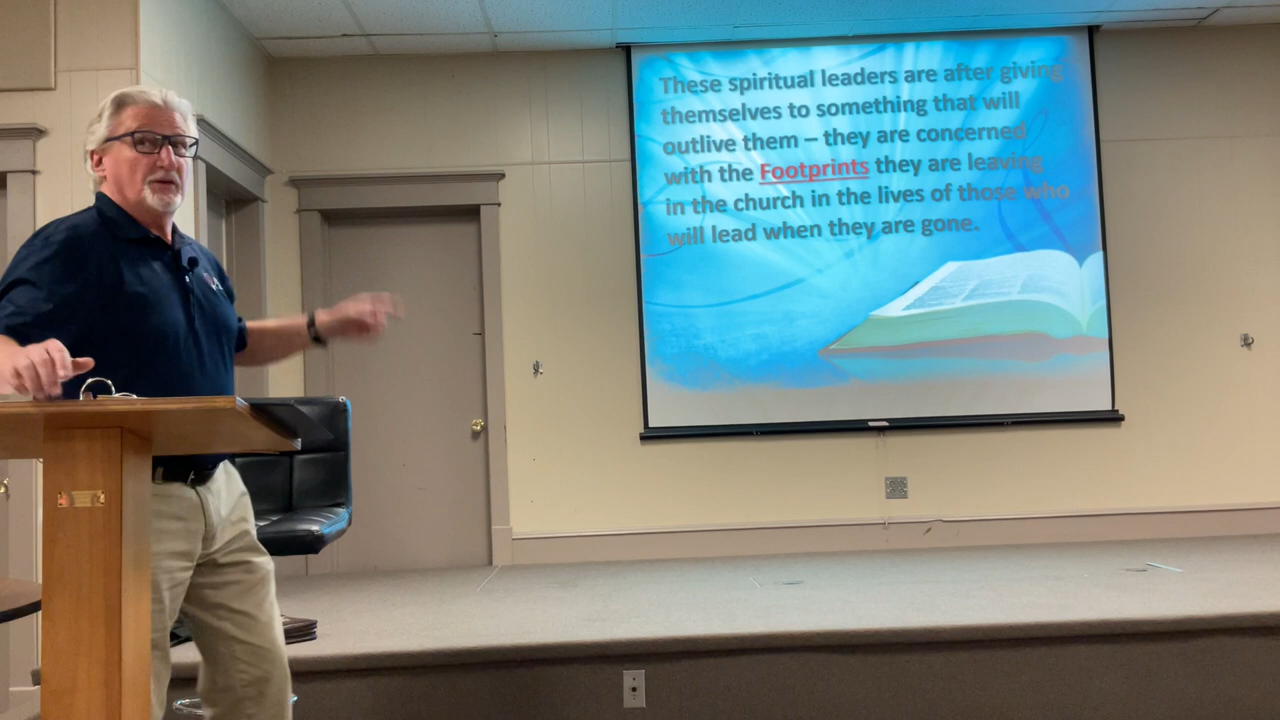 These spiritual leaders are after giving
themselves to something that will
outlive them – they are concerned
with the Footprints they are leaving
in the church in the lives of those who
will lead when they are gone.